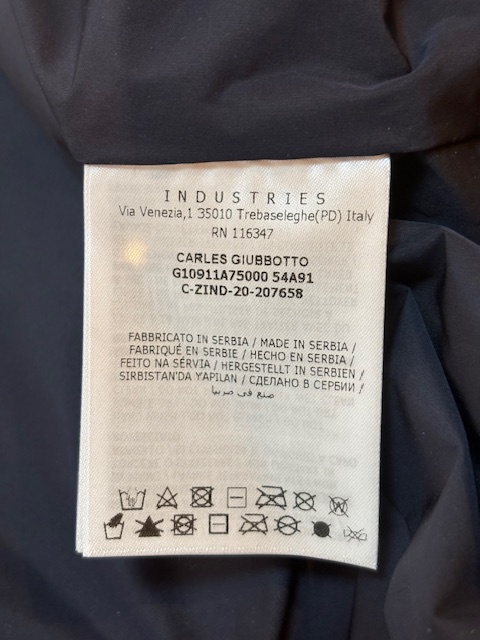 INDUSTRIES
Via Venezia,1 35010 Trebaseleghe(PD) Italy
RN 116347
CARLES GIUBBOTTO
G10911A75000 54A91
C-ZIND-20-207658
FABBRICATO IN SERBIA / MADE IN SERBIA /
FABRIQUÉ EN SERBIE / HECHO EN SERBIA /
FEITO NA SÉRVIA / HERGESTELLT IN SERBIEN /
SIRBISTAN'DA YAPILAN / СДЕЛАНО В СЕРБИИ /
صنع في صربيا